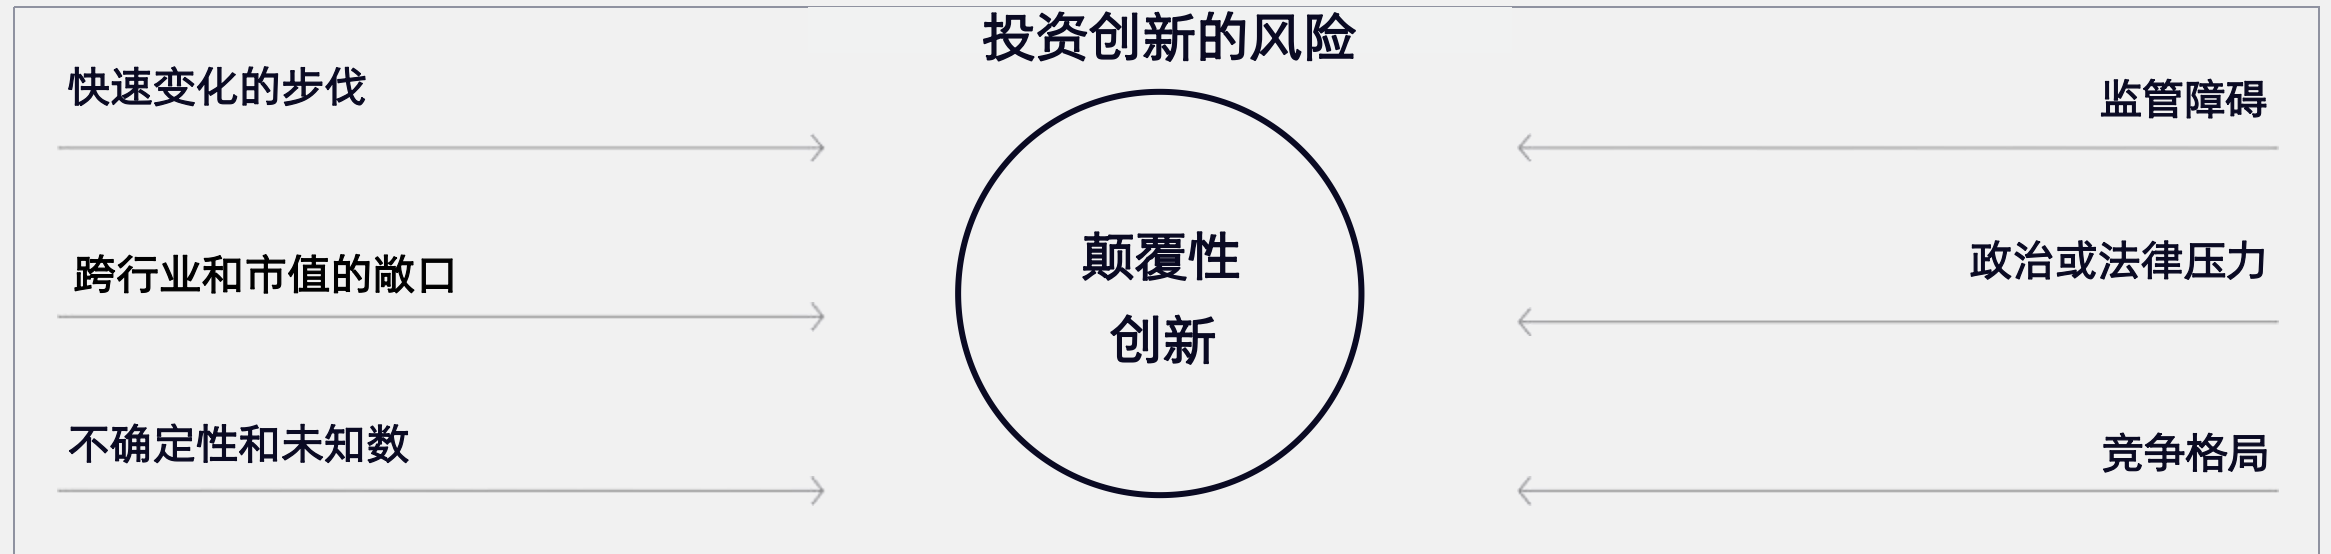 投资创新的风险
快速变化的步伐
监管障碍
跨行业和市值的敞口
政治或法律压力
颠覆性
创新
不确定性和未知数
竞争格局